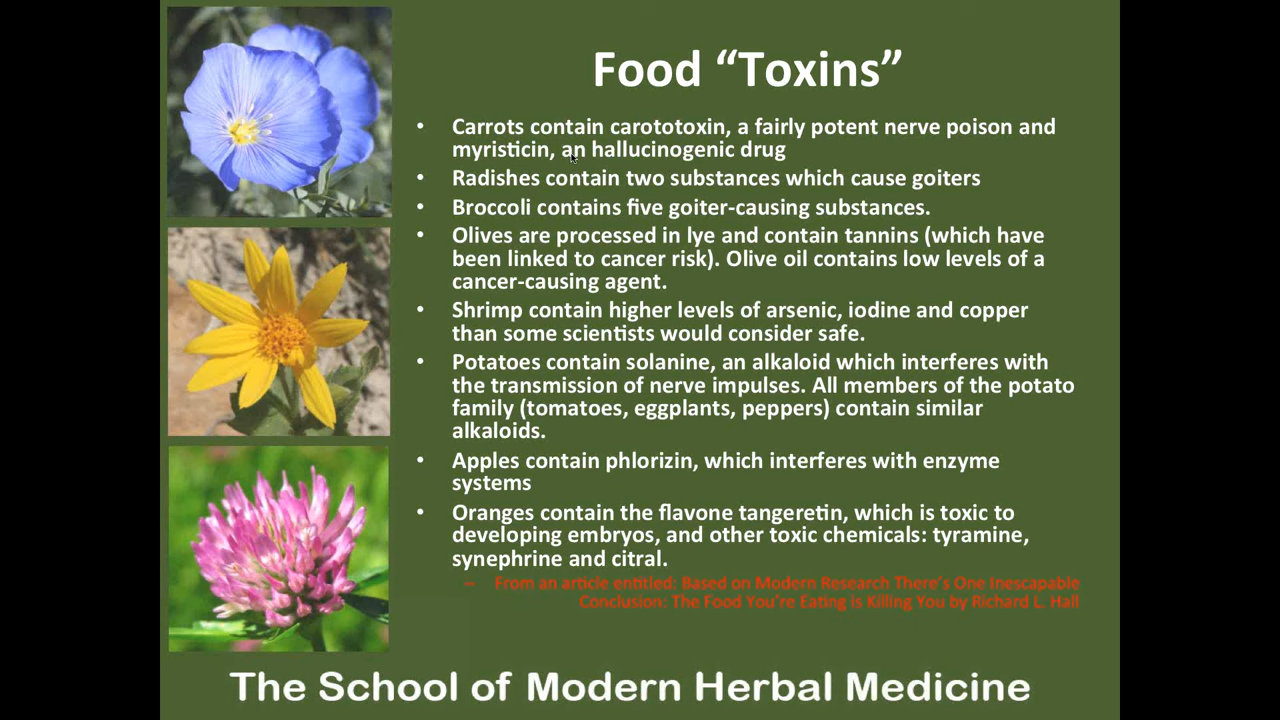 Food “Toxins”
• Carrots contain carototoxin, a fairly potent nerve poison and
myristicin, an hallucinogenic drug
• Radishes contain two substances which cause goiters
• Broccoli contains five goiter-causing substances.
• Olives are processed in lye and contain tannins (which have
been linked to cancer risk). Olive oil contains low levels of a
cancer-causing agent.
• Shrimp contain higher levels of arsenic, iodine and copper
than some scientists would consider safe.
• Potatoes contain solanine, an alkaloid which interferes with
the transmission of nerve impulses. All members of the potato
family (tomatoes, eggplants, peppers) contain similar
alkaloids.
• Apples contain phlorizin, which interferes with enzyme
systems
• Oranges contain the flavone tangeretin, which is toxic to
developing embryos, and other toxic chemicals: tyramine,
synephrine and citral.
– From an article entitled: Based on Modern Research There’s One Inescapable
Conclusion: The Food You’re Eating is Killing You by Richard L. Hall
The School of Modern Herbal Medicine